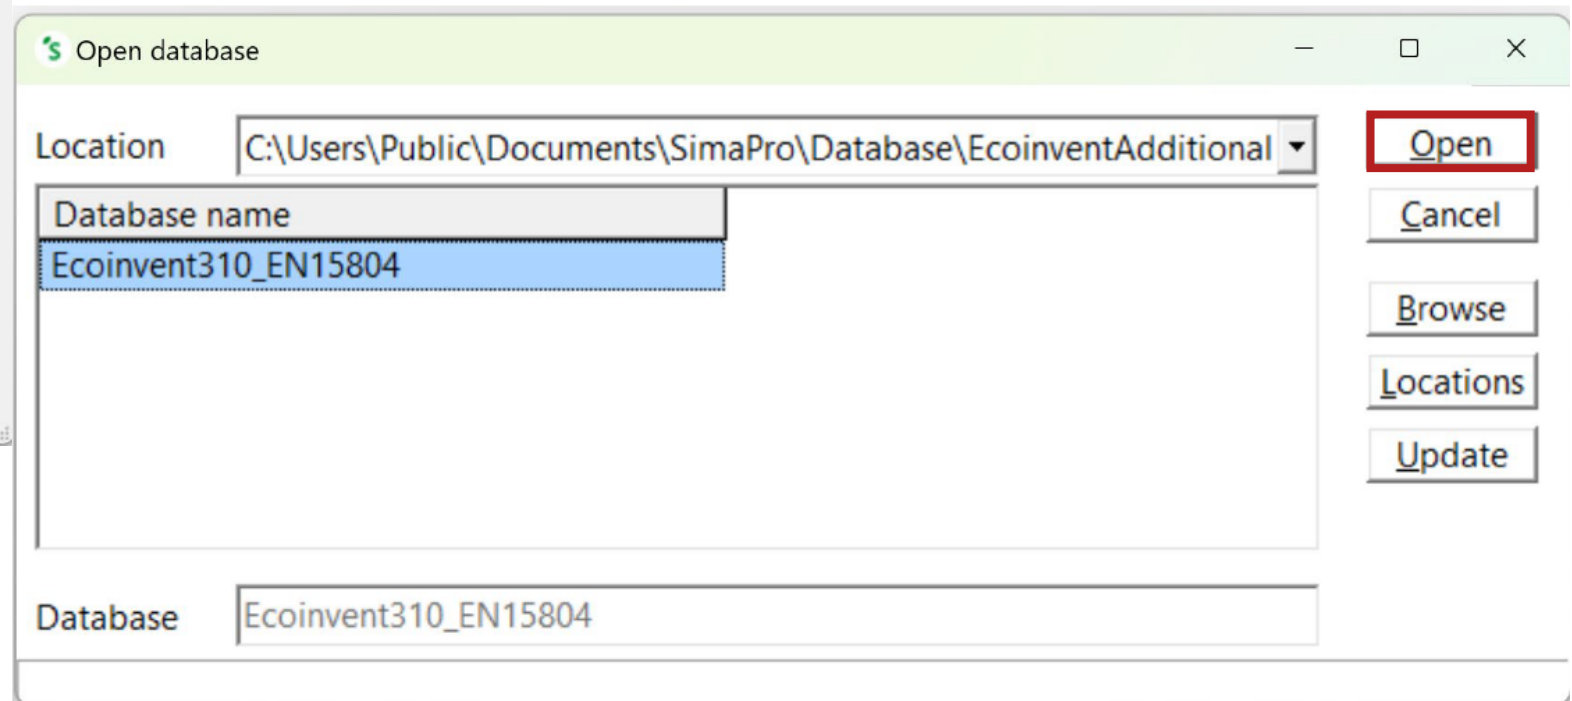 Open database
Location C:\Users\Public\Documents\SimaPro\Database\EcoinventAdditional Open
Database name Cancel
Ecoinvent310_EN15804
Browse
Locations
Update
Database Ecoinvent310_EN15804